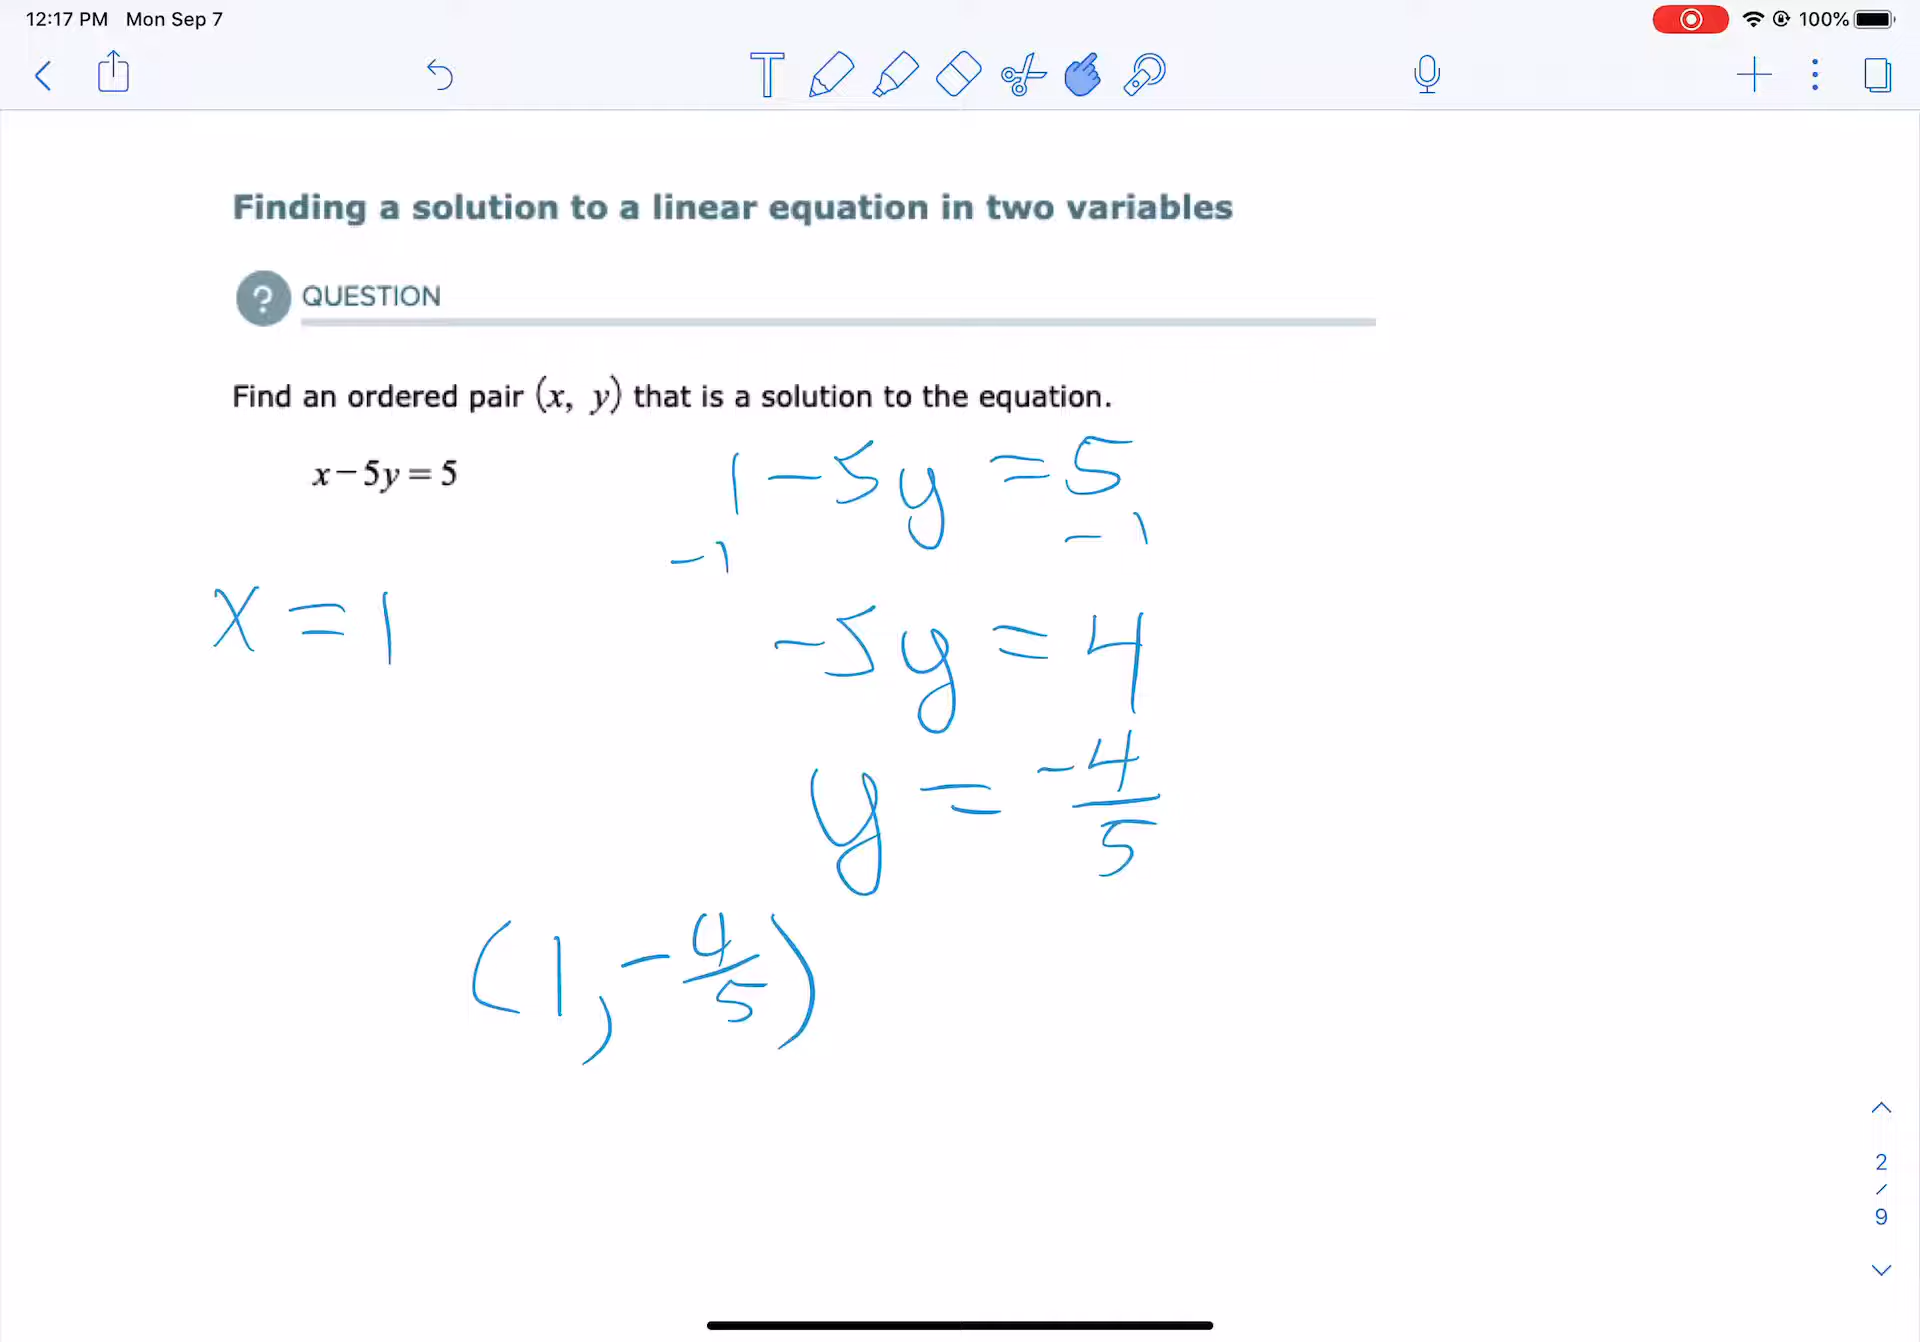 12:17 PM Mon Sep 7
100%
T
Finding a solution to a linear equation in two variables
? QUESTION
Find an ordered pair (x, y) that is a solution to the equation.
x−5y=5
1 − 5y = 5
−1 −1
x = 1
−5y = 4
y = −4/5
(1, −4/5)
2
/
9